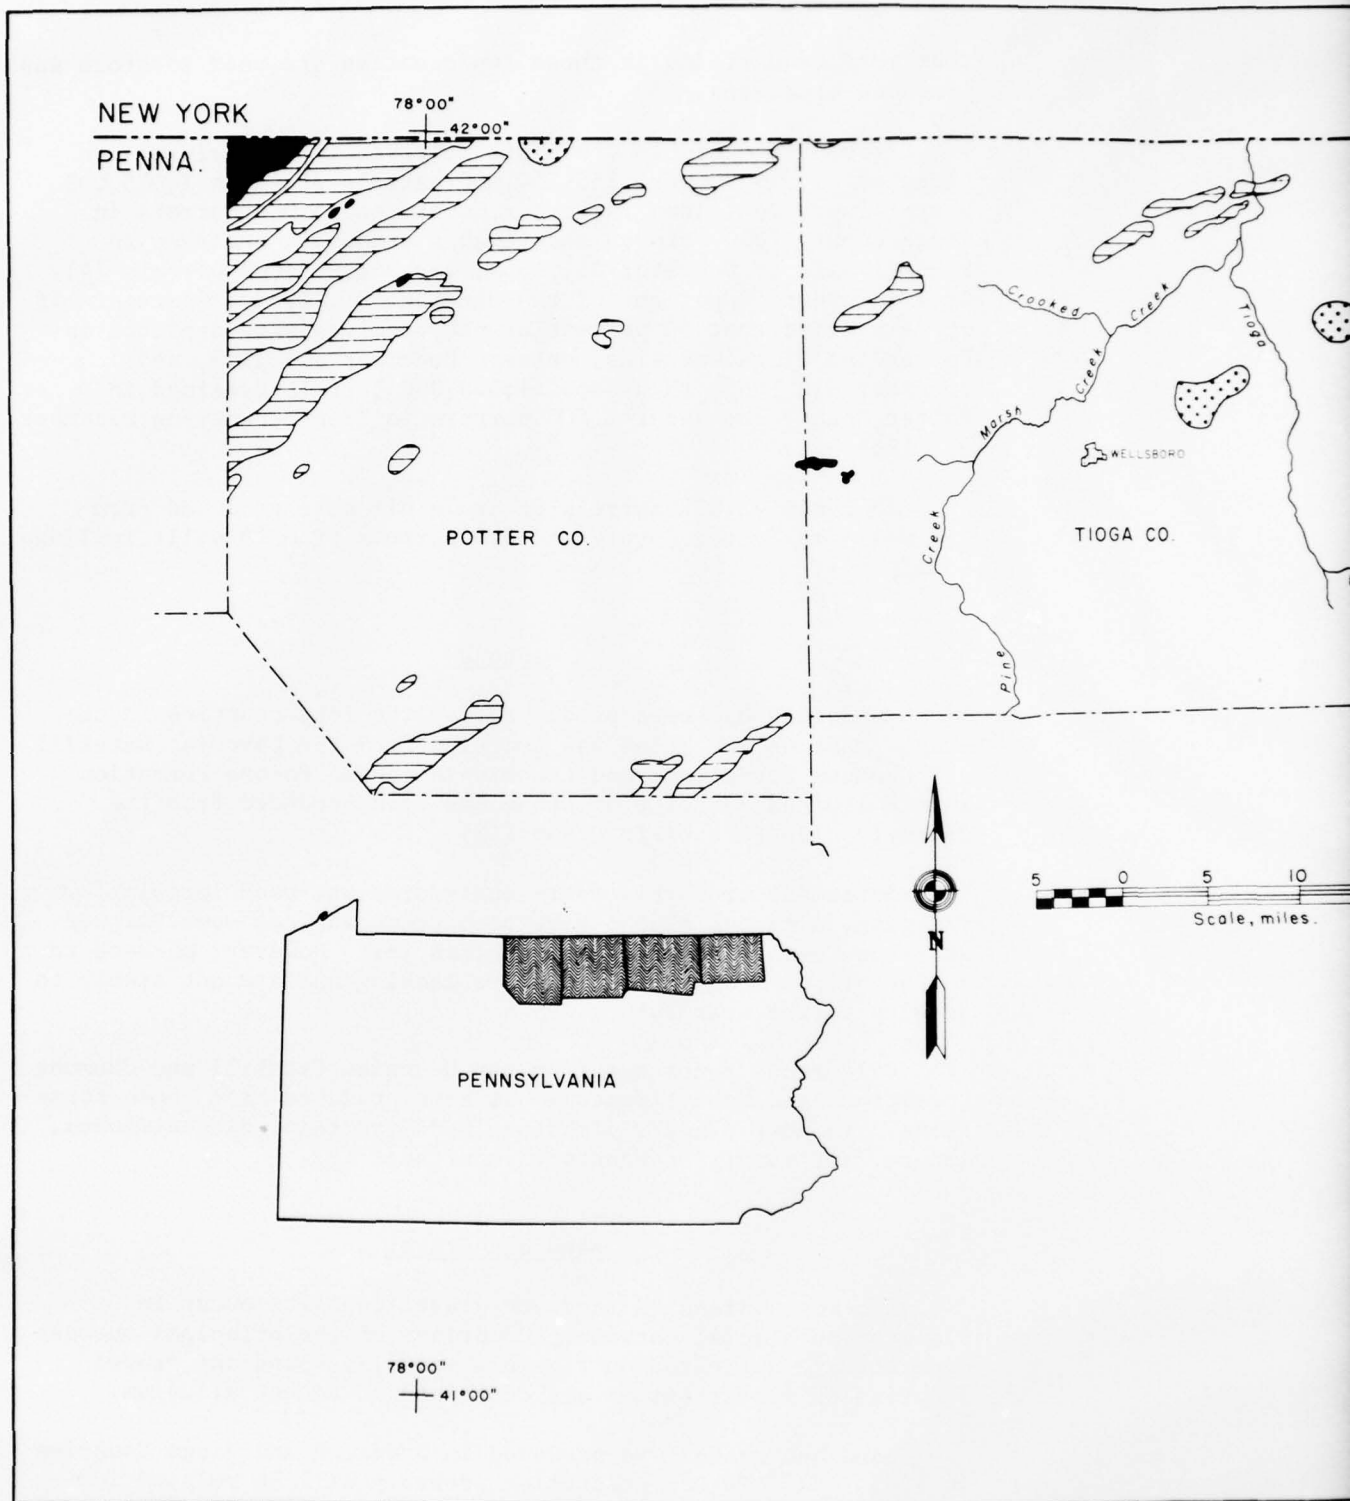 NEW YORK
78°00"
42°00"
PENNA.
Crooked
Creek
Tioga
Creek
Marsh
WELLSBORO
Creek
POTTER CO.
TIOGA CO.
Pine
5 0 5 10
Scale, miles.
N
PENNSYLVANIA
78°00"
41°00"